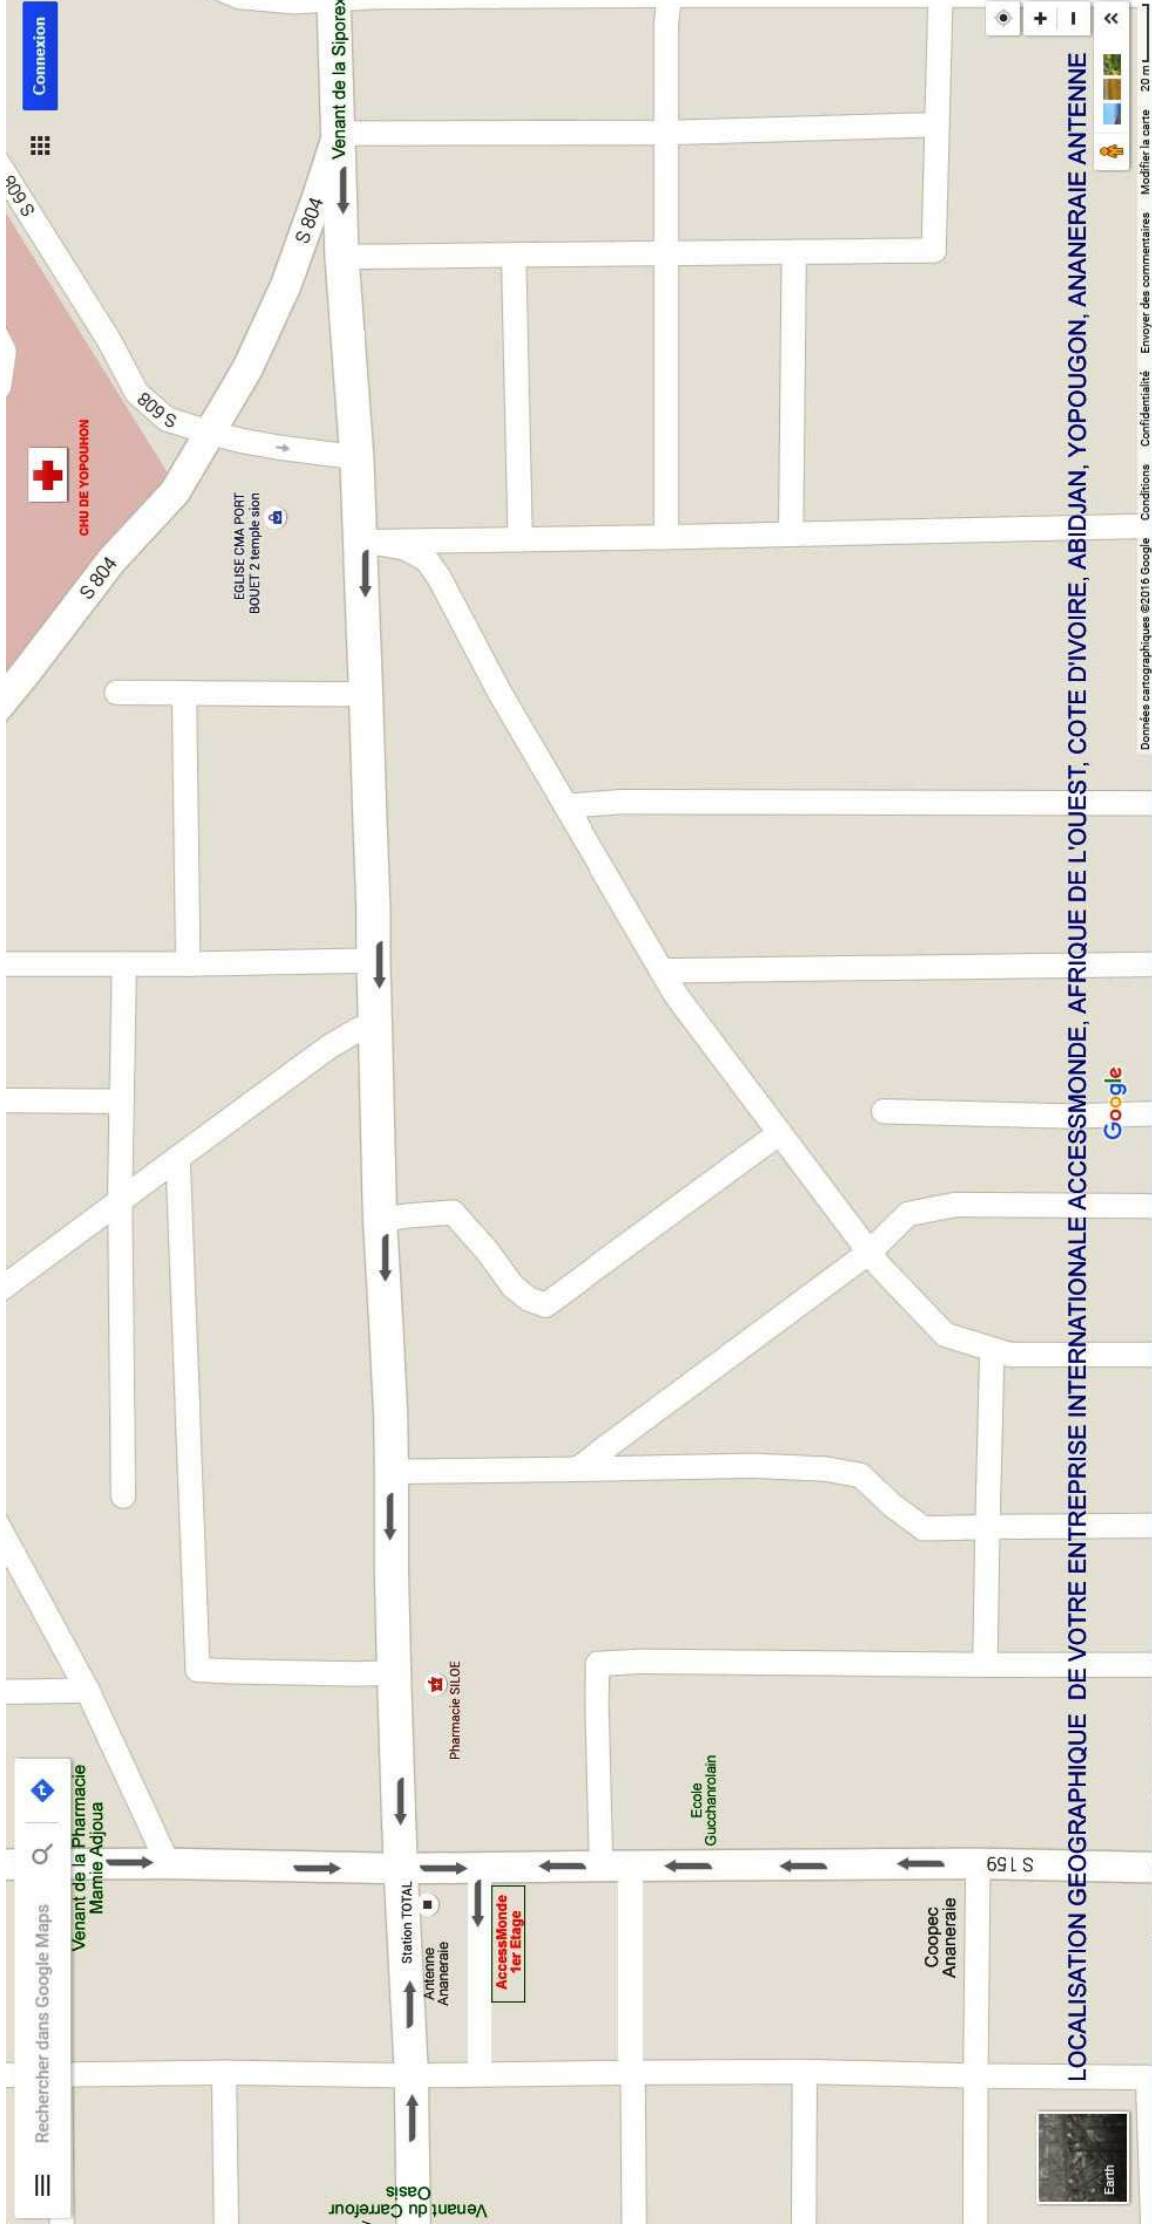 Rechercher dans Google Maps
Connexion
Venant de la Pharmacie
Mamie Adjoua
CHU DE YOPOUHON
S 608
S 608
S 804
S 804
EGLISE CMA PORT
BOUET 2 temple sion
Venant de la Siporex
Venant du Carrefour
Oasis
Station TOTAL
Antenne
Ananeraie
Pharmacie SILOE
AccessMonde
1er Etage
Ecole
Gucchanrolain
Coopec
Ananeraie
S 159
LOCALISATION GEOGRAPHIQUE DE VOTRE ENTREPRISE INTERNATIONALE ACCESSMONDE, AFRIQUE DE L'OUEST, COTE D'IVOIRE, ABIDJAN, YOPOUGON, ANANERAIE ANTENNE
Earth
Google
Données cartographiques ©2016 Google Conditions Confidentialité Envoyer des commentaires Modifier la carte 20 m